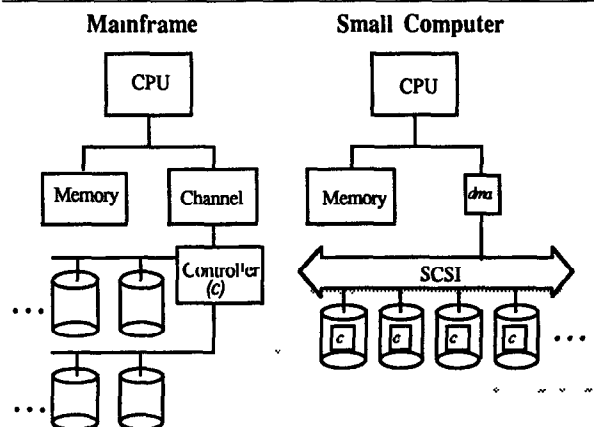 Mainframe
Small Computer
CPU
CPU
Memory
Channel
Memory
dma
Controller
(c)
SCSI
...
c
c
c
c
...
...